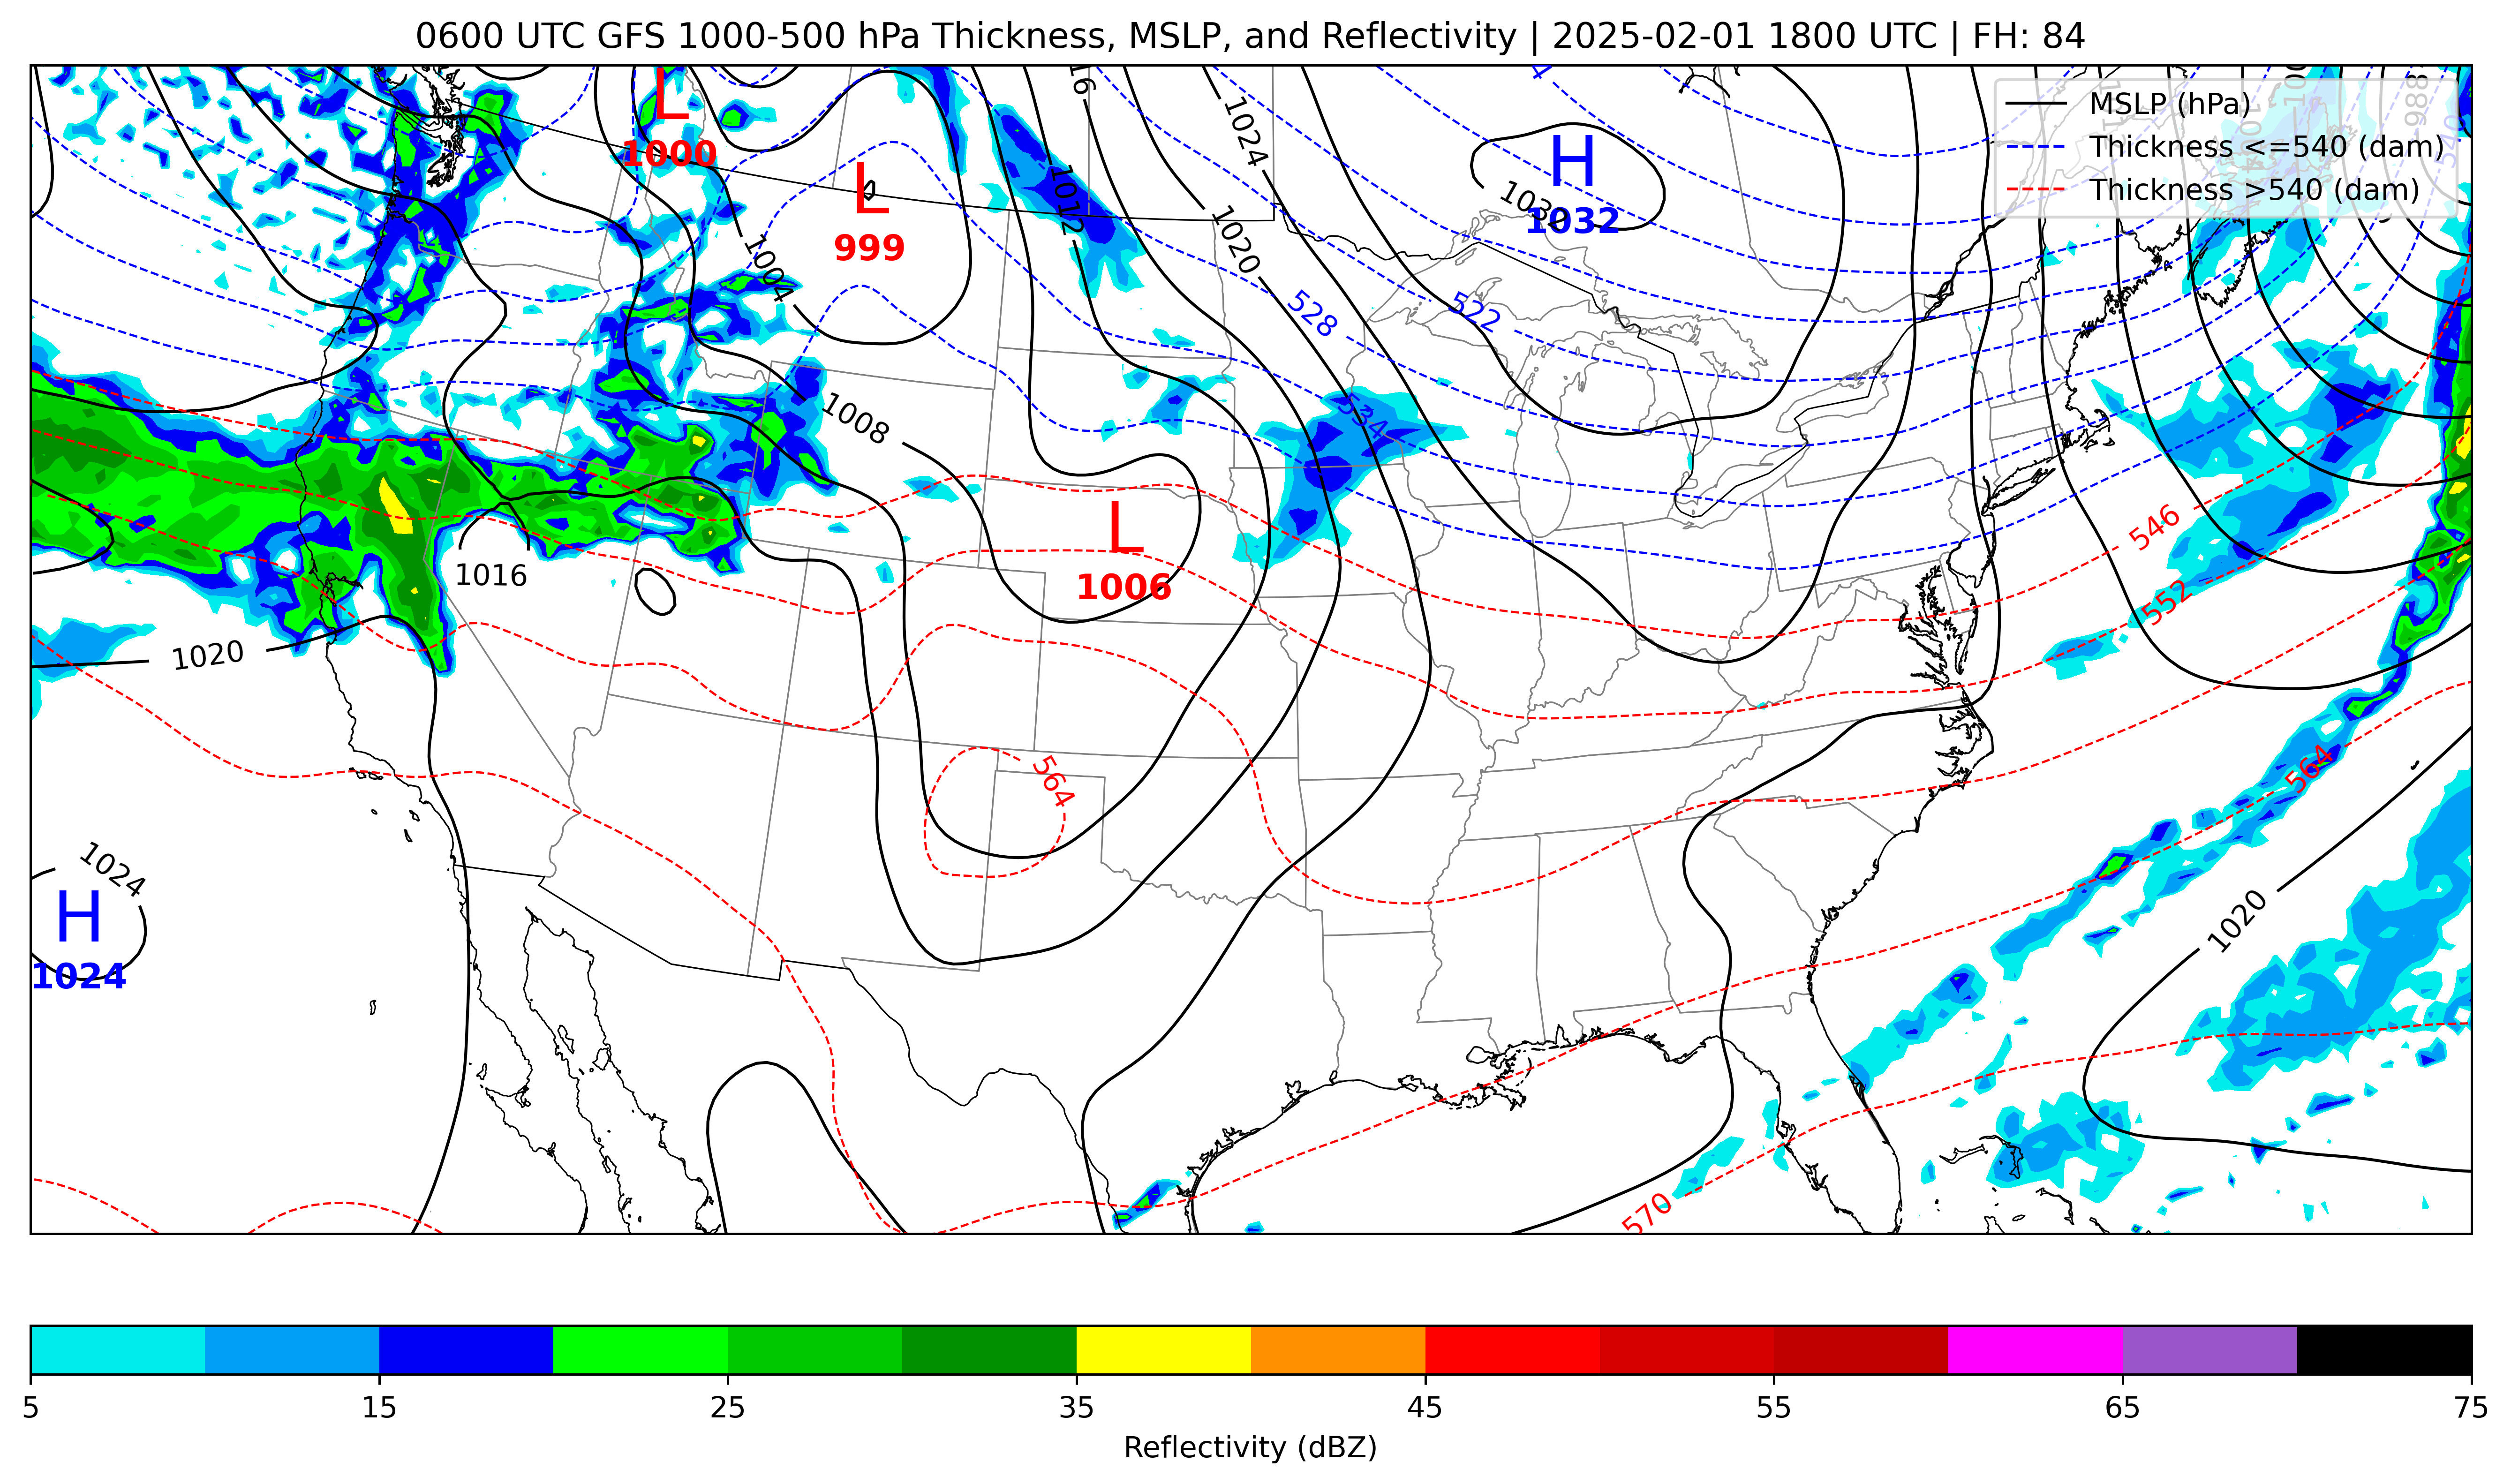 0600 UTC GFS 1000-500 hPa Thickness, MSLP, and Reflectivity | 2025-02-01 1800 UTC | FH: 84
MSLP (hPa)
Thickness <=540 (dam)
Thickness >540 (dam)
L
1000
L
999
H
1032
1024
1012
1020
1004
988
528
522
534
1008
L
1006
546
552
1016
1020
564
564
1024
H
1024
1020
570
5 15 25 35 45 55 65 75
Reflectivity (dBZ)